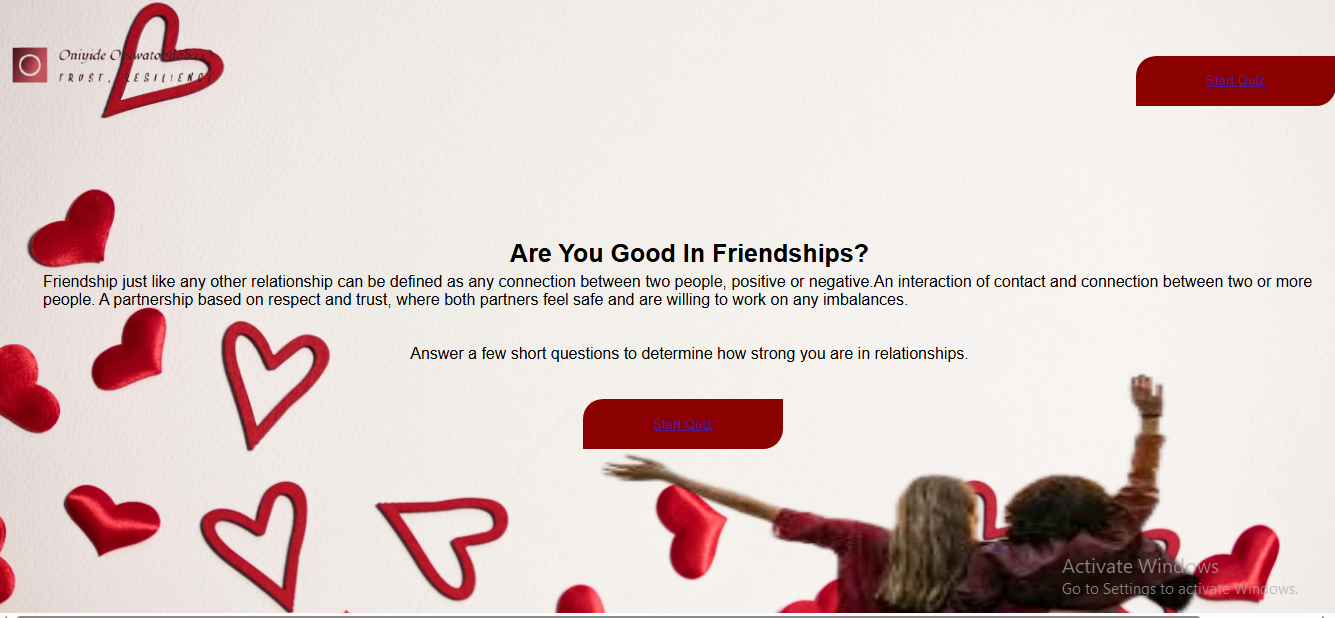 Oniyide Oluwatobiloba
TRUST, RESILIENCE
Start Quiz
Are You Good In Friendships?
Friendship just like any other relationship can be defined as any connection between two people, positive or negative.An interaction of contact and connection between two or more
people. A partnership based on respect and trust, where both partners feel safe and are willing to work on any imbalances.
Answer a few short questions to determine how strong you are in relationships.
Start Quiz
Activate Windows
Go to Settings to activate Windows.